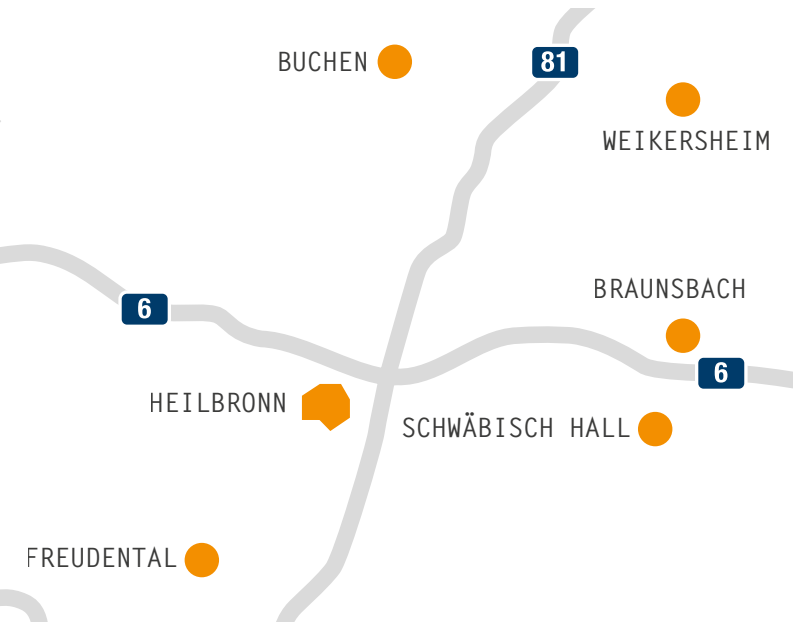 BUCHEN
81
WEIKERSHEIM
BRAUNSBACH
6
6
HEILBRONN
SCHWÄBISCH HALL
FREUDENTAL